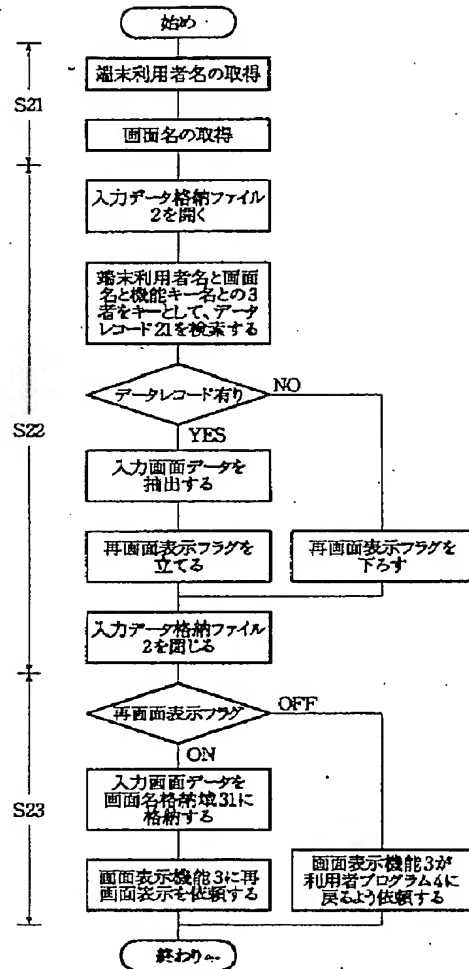 始め
S21
端末利用者名の取得
画面名の取得
入力データ格納ファイル
2を開く
端末利用者名と画面
名と機能キー名との3
者をキーとして、データ
レコード21を検索する
データレコード有り
NO
S22
YES
入力画面データを
抽出する
再画面表示フラグを
立てる
再画面表示フラグを
下ろす
入力データ格納ファイル
2を閉じる
再画面表示フラグ
OFF
ON
S23
入力画面データを
画面名格納域31に
格納する
画面表示機能3に再
画面表示を依頼する
画面表示機能3が
利用者プログラム4に
戻るよう依頼する
終わり